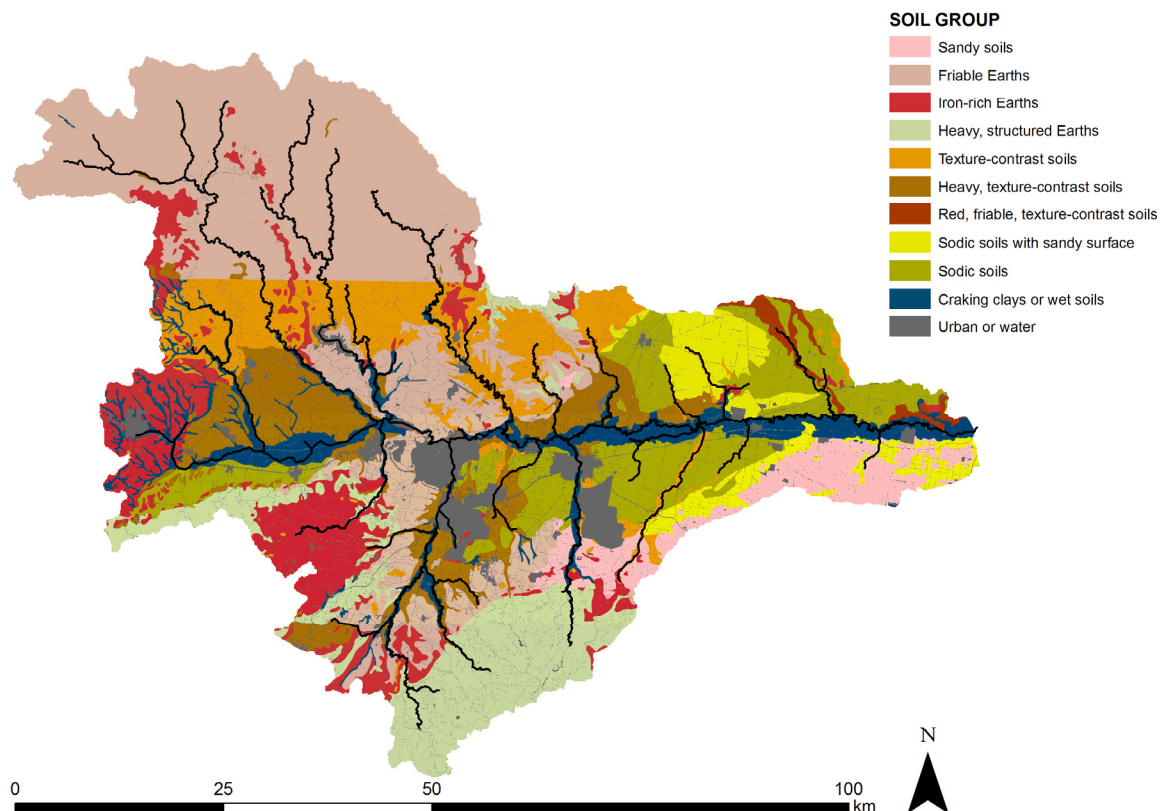 SOIL GROUP
Sandy soils
Friable Earths
Iron-rich Earths
Heavy, structured Earths
Texture-contrast soils
Heavy, texture-contrast soils
Red, friable, texture-contrast soils
Sodic soils with sandy surface
Sodic soils
Craking clays or wet soils
Urban or water
N
0 25 50 100
km